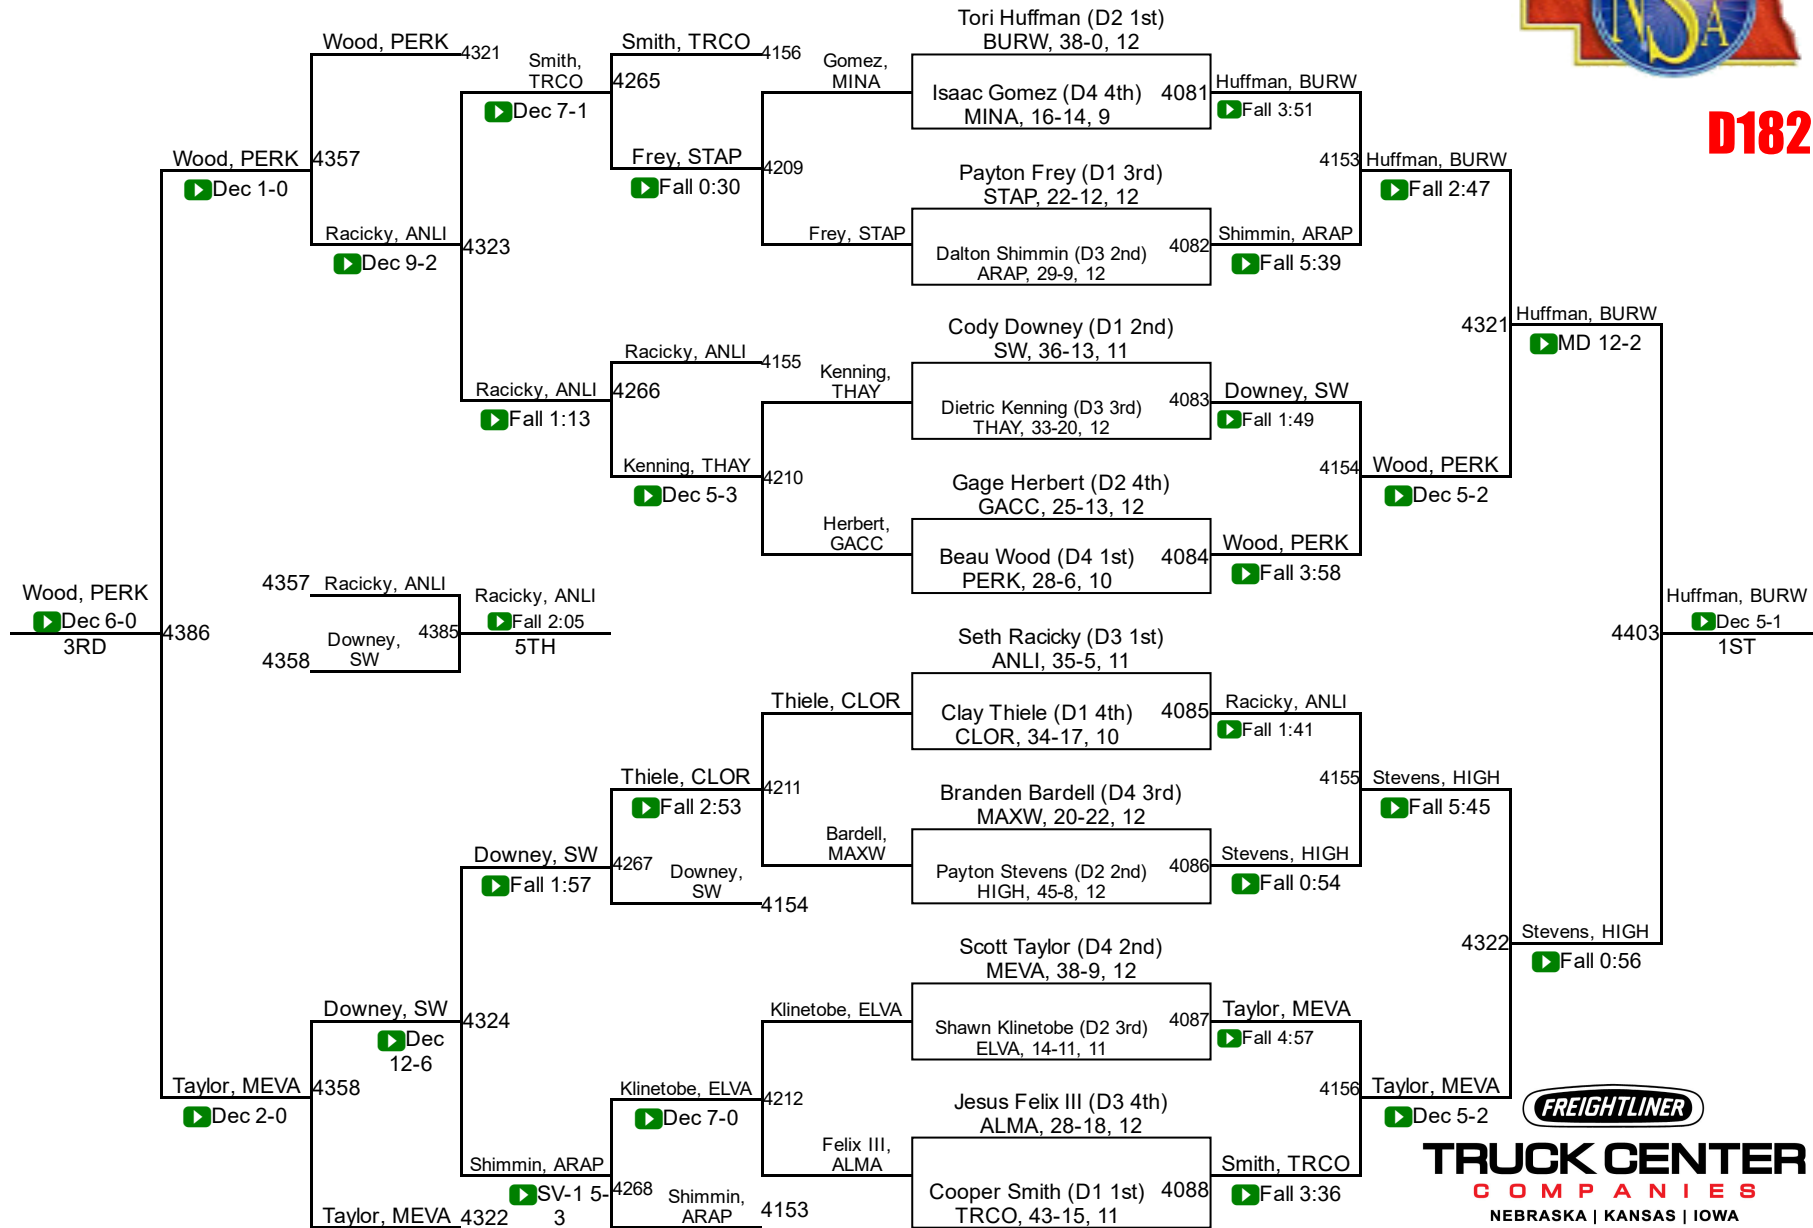 NSA
D182
Wood, PERK
4321
Wood, PERK
Dec 1-0
4357
Racicky, ANLI
Dec 9-2
4323
Smith,
TRCO
Dec 7-1
Smith, TRCO
4156
4265
Frey, STAP
Fall 0:30
4209
Gomez,
MINA
Frey, STAP
Racicky, ANLI
Fall 1:13
Racicky, ANLI
4155
4266
Kenning, THAY
Dec 5-3
4210
Kenning,
THAY
Herbert,
GACC
Wood, PERK
Dec 6-0
3RD
4386
4357
Racicky, ANLI
4358
Downey,
SW
4385
Racicky, ANLI
Fall 2:05
5TH
Thiele, CLOR
Thiele, CLOR
Fall 2:53
4211
Bardell,
MAXW
Downey, SW
Fall 1:57
4267
Downey,
SW
4154
Downey, SW
Dec
12-6
4324
Taylor, MEVA
Dec 2-0
4358
Klinetobe, ELVA
Klinetobe, ELVA
Dec 7-0
4212
Felix III,
ALMA
Shimmin, ARAP
SV-1 5-
3
4268
Shimmin,
ARAP
4153
Taylor, MEVA
4322
Tori Huffman (D2 1st)
BURW, 38-0, 12
Isaac Gomez (D4 4th)
MINA, 16-14, 9
4081
Huffman, BURW
Fall 3:51
Payton Frey (D1 3rd)
STAP, 22-12, 12
Dalton Shimmin (D3 2nd)
ARAP, 29-9, 12
4082
Shimmin, ARAP
Fall 5:39
4153
Huffman, BURW
Fall 2:47
Cody Downey (D1 2nd)
SW, 36-13, 11
Dietric Kenning (D3 3rd)
THAY, 33-20, 12
4083
Downey, SW
Fall 1:49
Gage Herbert (D2 4th)
GACC, 25-13, 12
Beau Wood (D4 1st)
PERK, 28-6, 10
4084
Wood, PERK
Fall 3:58
4154
Wood, PERK
Dec 5-2
4321
Huffman, BURW
MD 12-2
Seth Racicky (D3 1st)
ANLI, 35-5, 11
Clay Thiele (D1 4th)
CLOR, 34-17, 10
4085
Racicky, ANLI
Fall 1:41
Branden Bardell (D4 3rd)
MAXW, 20-22, 12
Payton Stevens (D2 2nd)
HIGH, 45-8, 12
4086
Stevens, HIGH
Fall 0:54
4155
Stevens, HIGH
Fall 5:45
Scott Taylor (D4 2nd)
MEVA, 38-9, 12
Shawn Klinetobe (D2 3rd)
ELVA, 14-11, 11
4087
Taylor, MEVA
Fall 4:57
Jesus Felix III (D3 4th)
ALMA, 28-18, 12
Cooper Smith (D1 1st)
TRCO, 43-15, 11
4088
Smith, TRCO
Fall 3:36
4156
Taylor, MEVA
Dec 5-2
4322
Stevens, HIGH
Fall 0:56
4403
Huffman, BURW
Dec 5-1
1ST
FREIGHTLINER
TRUCK CENTER
COMPANIES
NEBRASKA | KANSAS | IOWA